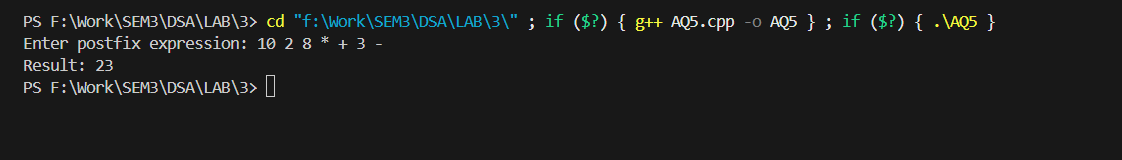 PS F:\Work\SEM3\DSA\LAB\3> cd "f:\Work\SEM3\DSA\LAB\3\" ; if ($?) { g++ AQ5.cpp -o AQ5 } ; if ($?) { .\AQ5 }
Enter postfix expression: 10 2 8 * + 3 -
Result: 23
PS F:\Work\SEM3\DSA\LAB\3>